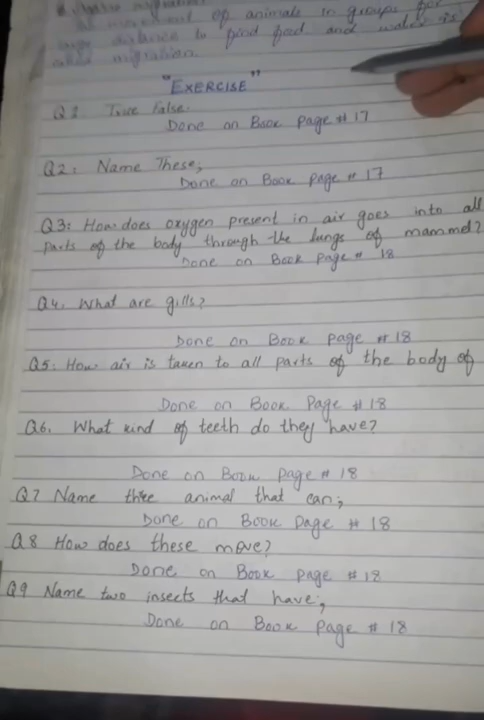 movement of animals in groups for
large distance to find food and water is
called migration.
"EXERCISE"
Q1 True False.
Done on Book page # 17
Q2: Name These;
Done on Book page # 17
Q3: How does oxygen present in air goes into all
parts of the body through the lungs of mammel?
Done on Book page # 18
Q4. What are gills?
Done on Book page # 18
Q5: How air is taken to all parts of the body of
Done on Book Page # 18
Q6. What kind of teeth do they have?
Done on Book page # 18
Q7 Name three animal that can;
Done on Book page # 18
Q8 How does these move?
Done on Book page # 18
Q9 Name two insects that have;
Done on Book page # 18